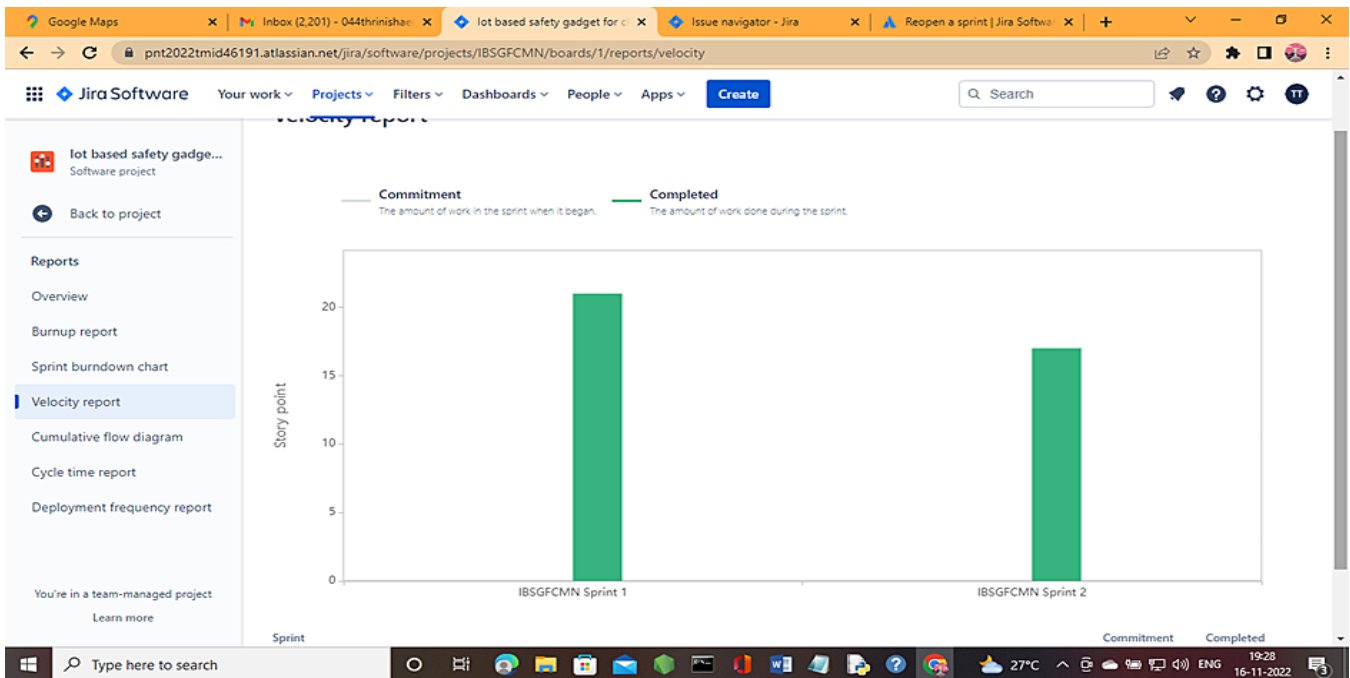 Google Maps
Inbox (2,201) - 044thrinishae
Iot based safety gadget for c
Issue navigator - Jira
Reopen a sprint | Jira Softwa
pnt2022tmid46191.atlassian.net/jira/software/projects/IBSGFCMN/boards/1/reports/velocity
Jira Software
Your work
Projects
Filters
Dashboards
People
Apps
Create
Search
TT
Velocity report
Iot based safety gadge...
Software project
Back to project
Reports
Overview
Burnup report
Sprint burndown chart
Velocity report
Cumulative flow diagram
Cycle time report
Deployment frequency report
You're in a team-managed project
Learn more
Commitment
The amount of work in the sprint when it began.
Completed
The amount of work done during the sprint.
Story point
20
15
10
5
0
IBSGFCMN Sprint 1
IBSGFCMN Sprint 2
Sprint
Commitment
Completed
Type here to search
27°C
ENG
19:28
16-11-2022
3